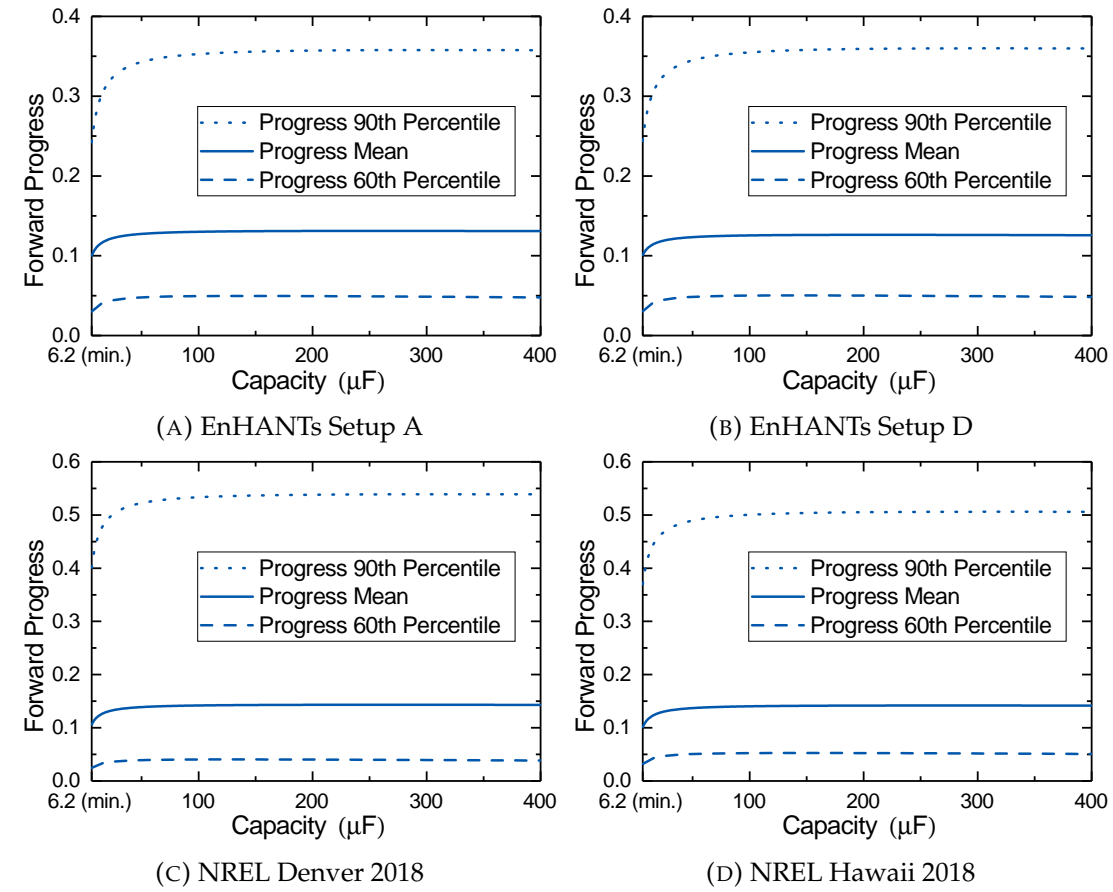 0.4
0.3
0.2
0.1
0.0
Forward Progress
Progress 90th Percentile
Progress Mean
Progress 60th Percentile
6.2 (min.) 100 200 300 400
Capacity (μF)
(A) EnHANTs Setup A
0.4
0.3
0.2
0.1
0.0
Forward Progress
Progress 90th Percentile
Progress Mean
Progress 60th Percentile
6.2 (min.) 100 200 300 400
Capacity (μF)
(B) EnHANTs Setup D
0.6
0.5
0.4
0.3
0.2
0.1
0.0
Forward Progress
Progress 90th Percentile
Progress Mean
Progress 60th Percentile
6.2 (min.) 100 200 300 400
Capacity (μF)
(C) NREL Denver 2018
0.6
0.5
0.4
0.3
0.2
0.1
0.0
Forward Progress
Progress 90th Percentile
Progress Mean
Progress 60th Percentile
6.2 (min.) 100 200 300 400
Capacity (μF)
(D) NREL Hawaii 2018